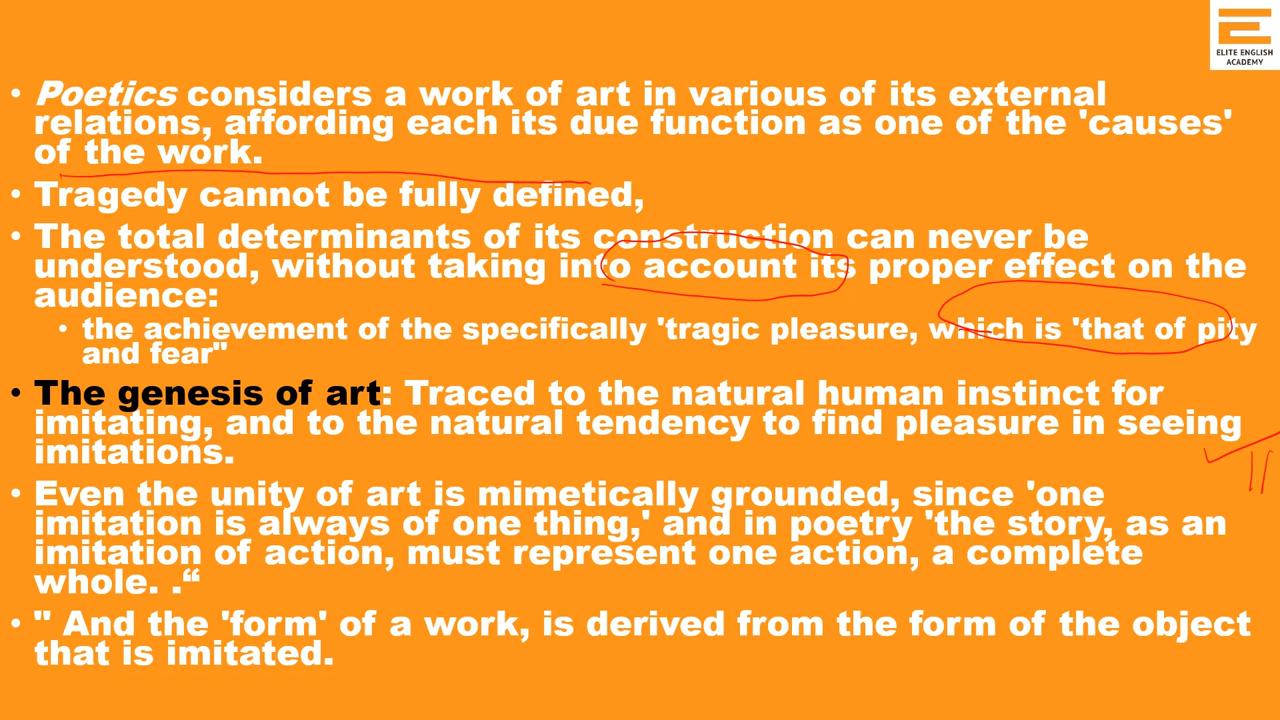 ELITE ENGLISH
ACADEMY
• Poetics considers a work of art in various of its external
relations, affording each its due function as one of the 'causes'
of the work.
• Tragedy cannot be fully defined,
• The total determinants of its construction can never be
understood, without taking into account its proper effect on the
audience:
• the achievement of the specifically 'tragic pleasure, which is 'that of pity
and fear"
• The genesis of art: Traced to the natural human instinct for
imitating, and to the natural tendency to find pleasure in seeing
imitations.
• Even the unity of art is mimetically grounded, since 'one
imitation is always of one thing,' and in poetry 'the story, as an
imitation of action, must represent one action, a complete
whole. .“
• " And the 'form' of a work, is derived from the form of the object
that is imitated.